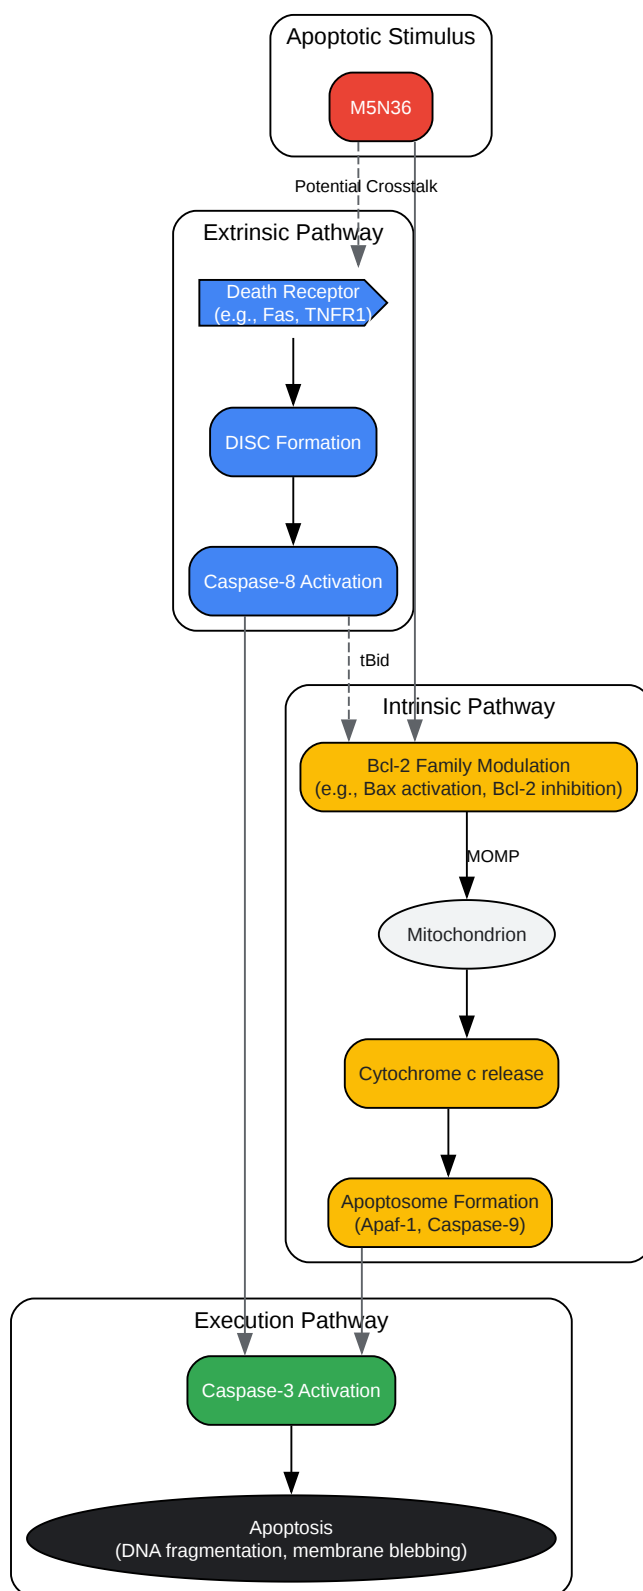 Apoptotic Stimulus
M5N36
Potential Crosstalk
Extrinsic Pathway
Death Receptor
(e.g., Fas, TNFR1)
DISC Formation
Caspase-8 Activation
tBid
Intrinsic Pathway
Bcl-2 Family Modulation
(e.g., Bax activation, Bcl-2 inhibition)
MOMP
Mitochondrion
Cytochrome c release
Apoptosome Formation
(Apaf-1, Caspase-9)
Execution Pathway
Caspase-3 Activation
Apoptosis
(DNA fragmentation, membrane blebbing)